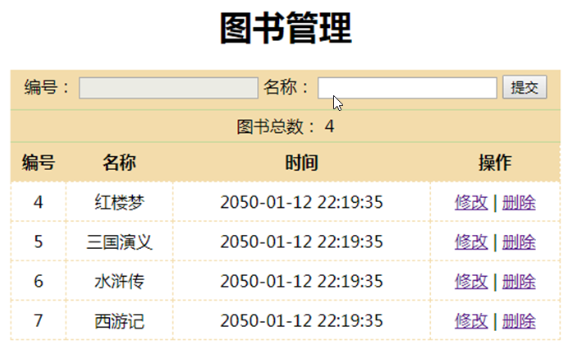 图书管理
编号： 名称： 提交
图书总数： 4
编号 名称 时间 操作
4 红楼梦 2050-01-12 22:19:35 修改 | 删除
5 三国演义 2050-01-12 22:19:35 修改 | 删除
6 水浒传 2050-01-12 22:19:35 修改 | 删除
7 西游记 2050-01-12 22:19:35 修改 | 删除